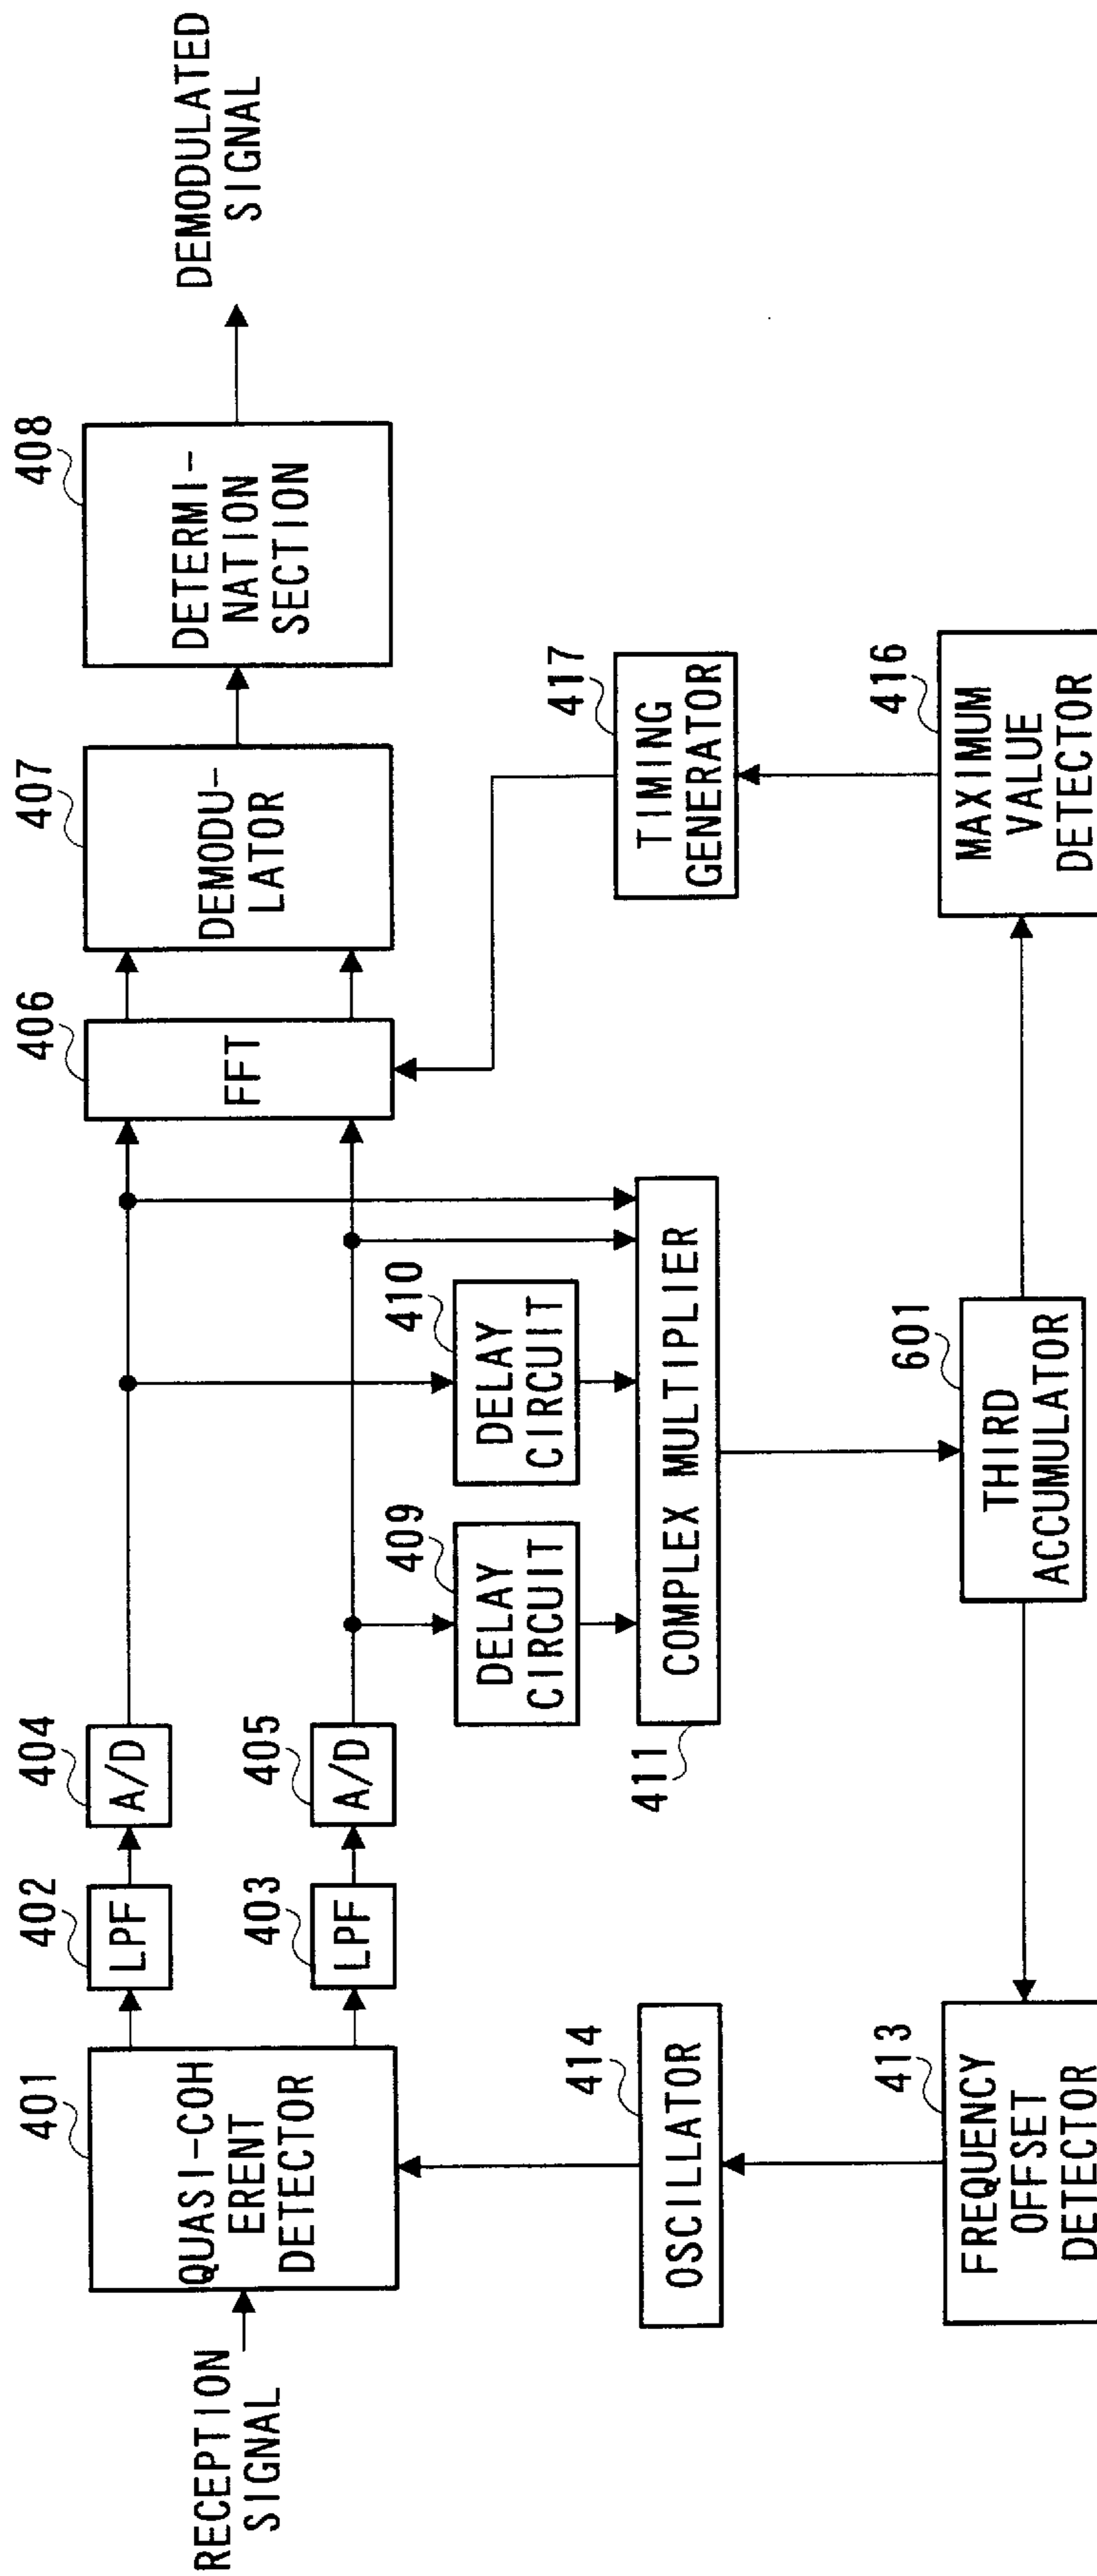 RECEPTION
SIGNAL
401
QUASI-COH
ERENT
DETECTOR
402
LPF
403
LPF
404
A/D
405
A/D
406
FFT
407
DEMODU-
LATOR
408
DETERMI-
NATION
SECTION
DEMODULATED
SIGNAL
409
DELAY
CIRCUIT
410
DELAY
CIRCUIT
411
COMPLEX MULTIPLIER
414
OSCILLATOR
417
TIMING
GENERATOR
413
FREQUENCY
OFFSET
DETECTOR
601
THIRD
ACCUMULATOR
416
MAXIMUM
VALUE
DETECTOR